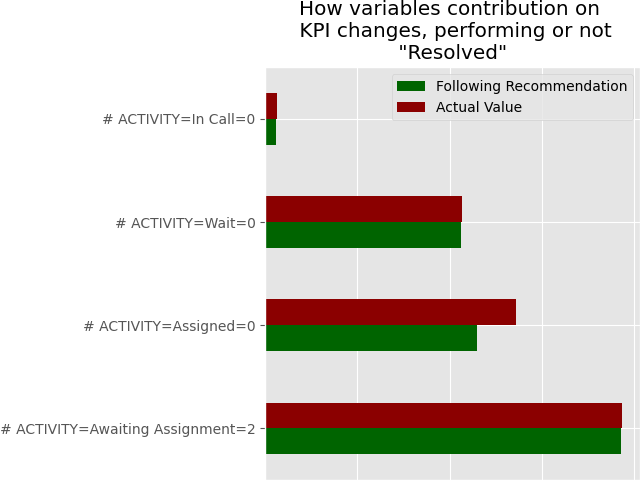 How variables contribution on
KPI changes, performing or not
"Resolved"
Following Recommendation
Actual Value
# ACTIVITY=In Call=0
# ACTIVITY=Wait=0
# ACTIVITY=Assigned=0
# ACTIVITY=Awaiting Assignment=2